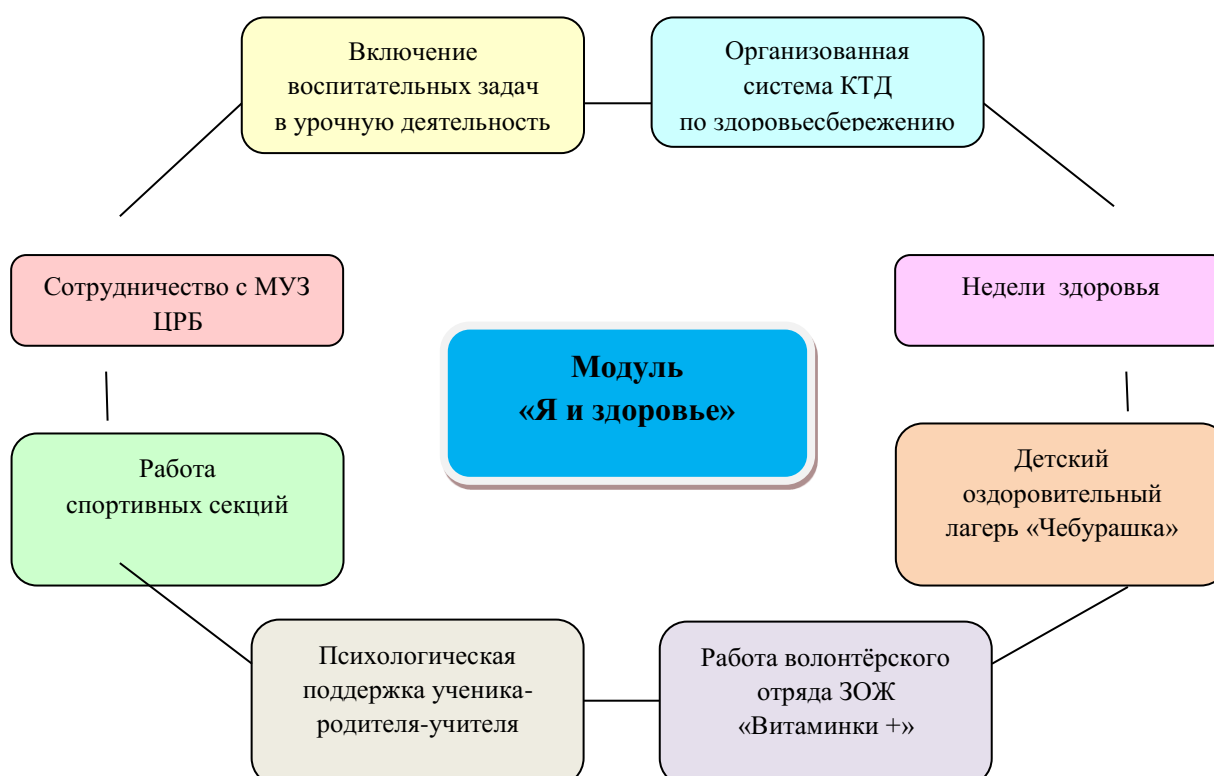 Включение
воспитательных задач
в урочную деятельность
Организованная
система КТД
по здоровьесбережению
Сотрудничество с МУЗ
ЦРБ
Недели здоровья
Модуль
«Я и здоровье»
Работа
спортивных секций
Детский
оздоровительный
лагерь «Чебурашка»
Психологическая
поддержка ученика-
родителя-учителя
Работа волонтёрского
отряда ЗОЖ
«Витаминки +»